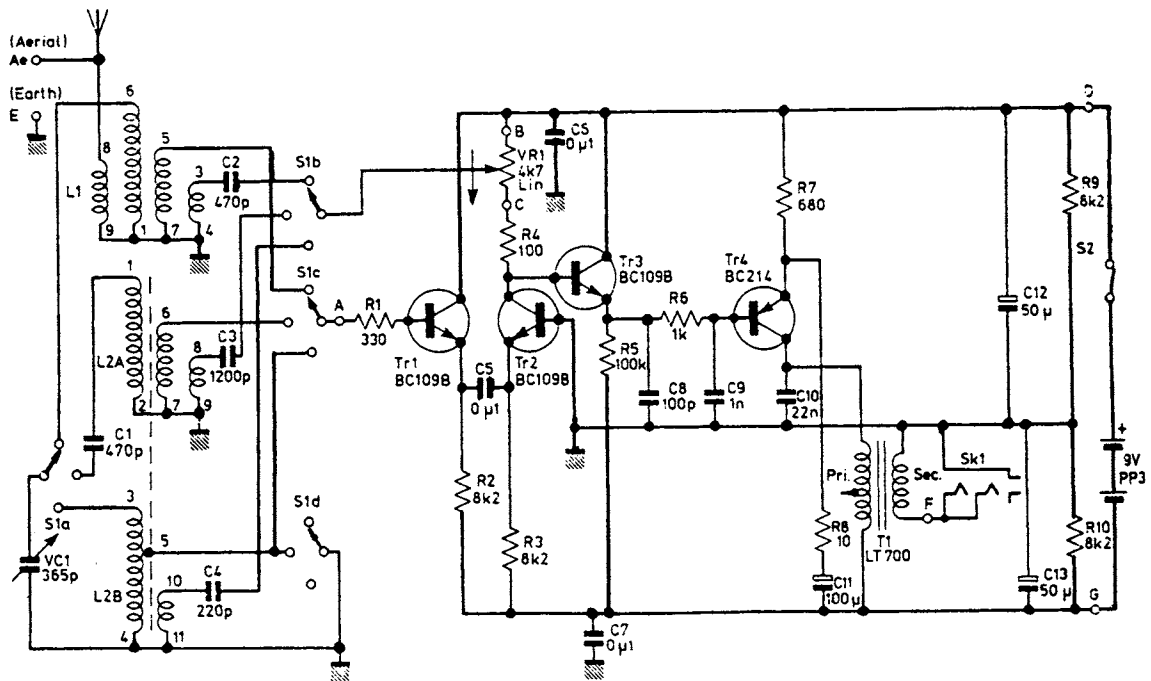 (Aerial)
Ae
(Earth)
E
6
8
5
3
L1
9
1
7
4
C2
470p
S1b
1
6
S1c
L2A
8
C3
1200p
2
7
9
C1
470p
S1a
3
VC1
365p
5
L2B
10
C4
220p
4
11
S1d
A
R1
330
Tr1
BC109B
C5
0µ1
Tr2
BC109B
R2
8k2
R3
8k2
B
VR1
4k7
Lin
C
C5
0µ1
R4
100
Tr3
BC109B
R5
100k
R6
1k
C8
100p
C9
1n
Tr4
BC214
R7
680
C10
22n
R8
10
C11
100µ
Pri.
T1
LT700
Sec.
F
Sk1
C12
50µ
C13
50µ
R9
8k2
R10
8k2
S2
+
9V
PP3
G
C7
0µ1